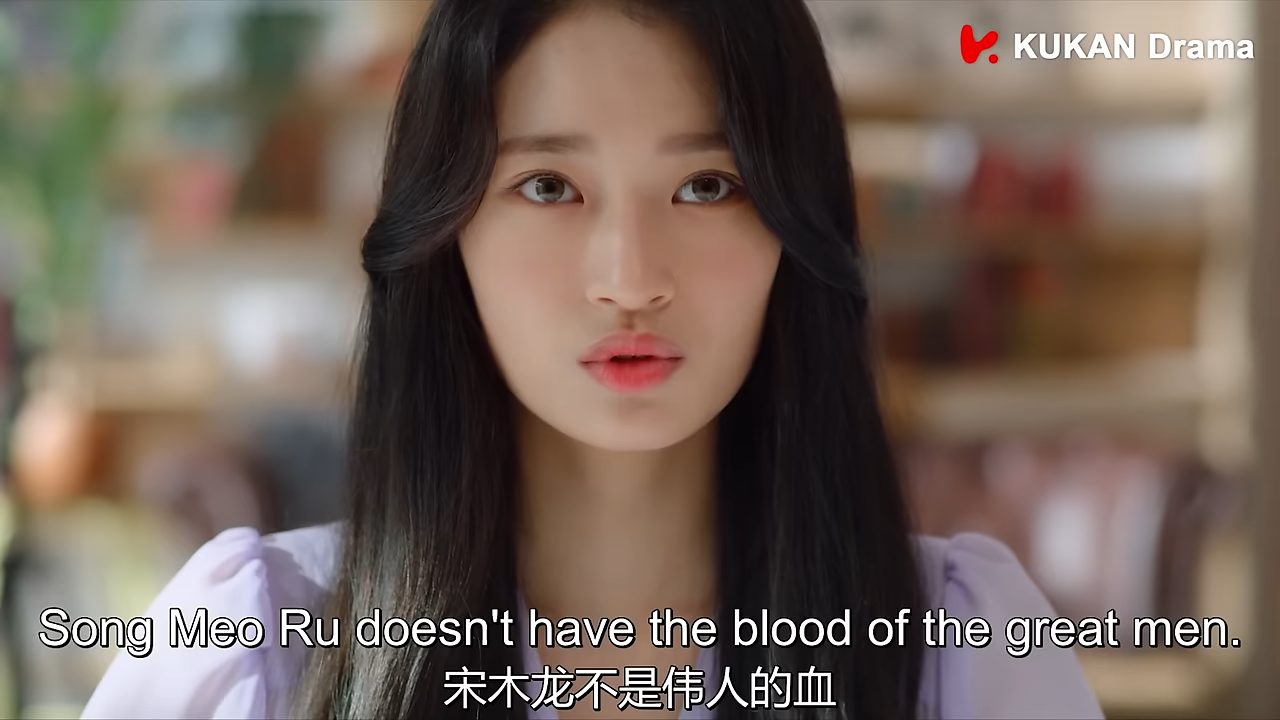 KUKAN Drama
Song Meo Ru doesn't have the blood of the great men.
宋木龙不是伟人的血